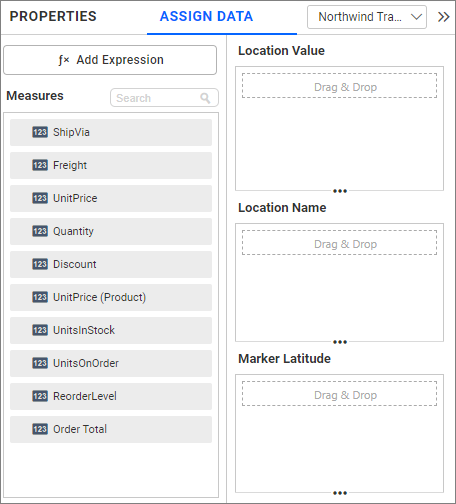 PROPERTIES
ASSIGN DATA
Northwind Tra...
ƒx Add Expression
Measures
Search
123 ShipVia
123 Freight
123 UnitPrice
123 Quantity
123 Discount
123 UnitPrice (Product)
123 UnitsInStock
123 UnitsOnOrder
123 ReorderLevel
123 Order Total
Location Value
Drag & Drop
Location Name
Drag & Drop
Marker Latitude
Drag & Drop